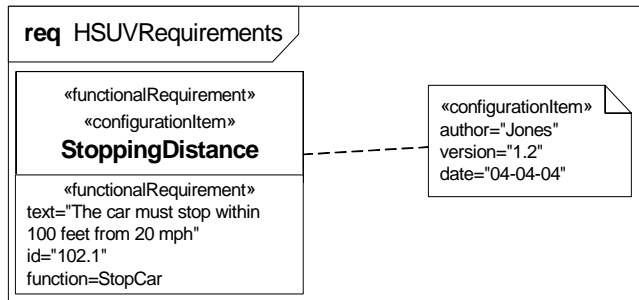 req HSUVRequirements
«functionalRequirement»
«configurationItem»
StoppingDistance
«functionalRequirement»
text="The car must stop within
100 feet from 20 mph"
id="102.1"
function=StopCar
«configurationItem»
author="Jones"
version="1.2"
date="04-04-04"